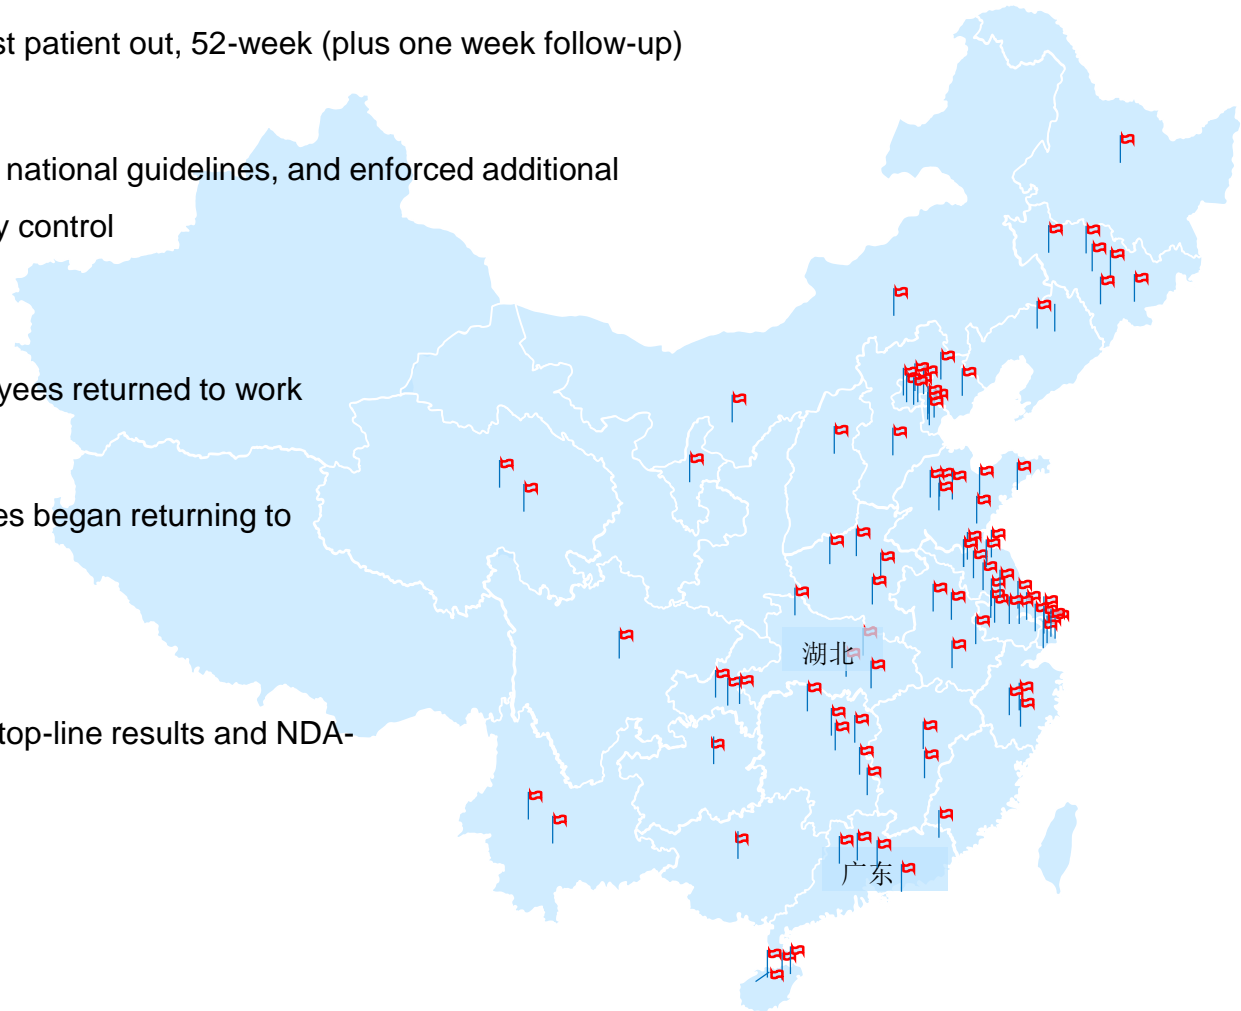 st patient out, 52-week (plus one week follow-up)
national guidelines, and enforced additional
y control
yees returned to work
es began returning to
湖北
top-line results and NDA-
广东